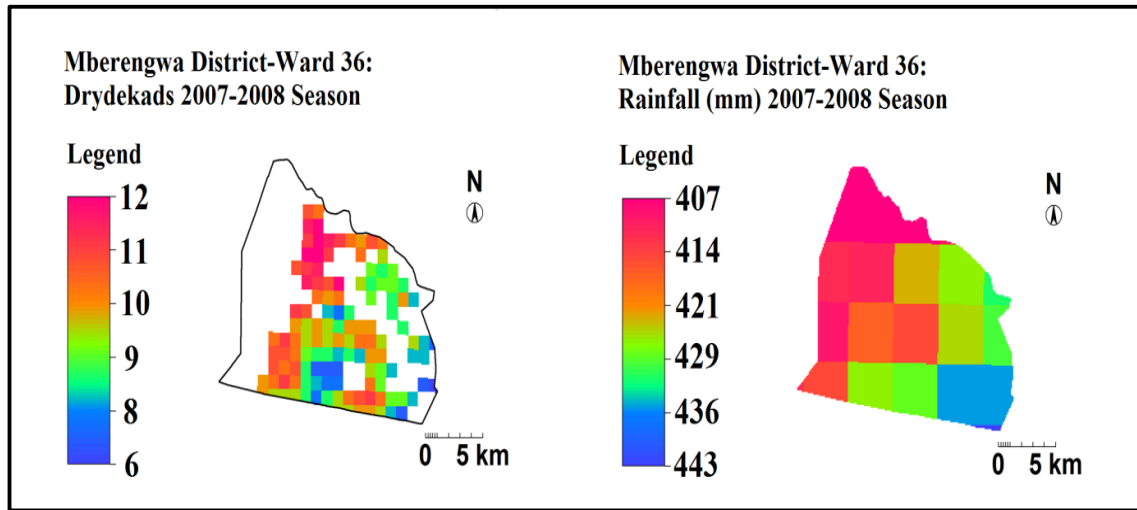 Mberengwa District-Ward 36:
Drydekads 2007-2008 Season
Legend
12
11
10
9
8
6
N
0 5 km
Mberengwa District-Ward 36:
Rainfall (mm) 2007-2008 Season
Legend
407
414
421
429
436
443
N
0 5 km